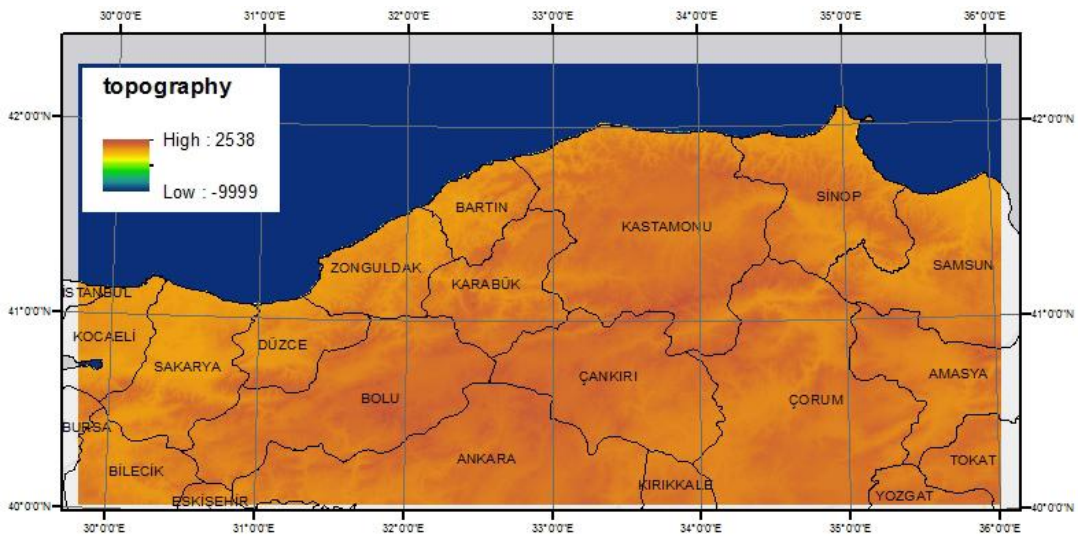 30°0'0"E 31°0'0"E 32°0'0"E 33°0'0"E 34°0'0"E 35°0'0"E 36°0'0"E
topography
High : 2538
Low : -9999
42°0'0"N 42°0'0"N
BARTIN
SİNOP
KASTAMONU
ZONGULDAK
SAMSUN
KARABÜK
İSTANBUL
41°0'0"N 41°0'0"N
KOCAELİ
DÜZCE
SAKARYA
ÇANKIRI
AMASYA
BOLU
ÇORUM
BURSA
ANKARA
TOKAT
BİLECİK
KIRIKKALE
YOZGAT
ESKİŞEHİR
40°0'0"N 40°0'0"N
30°0'0"E 31°0'0"E 32°0'0"E 33°0'0"E 34°0'0"E 35°0'0"E 36°0'0"E